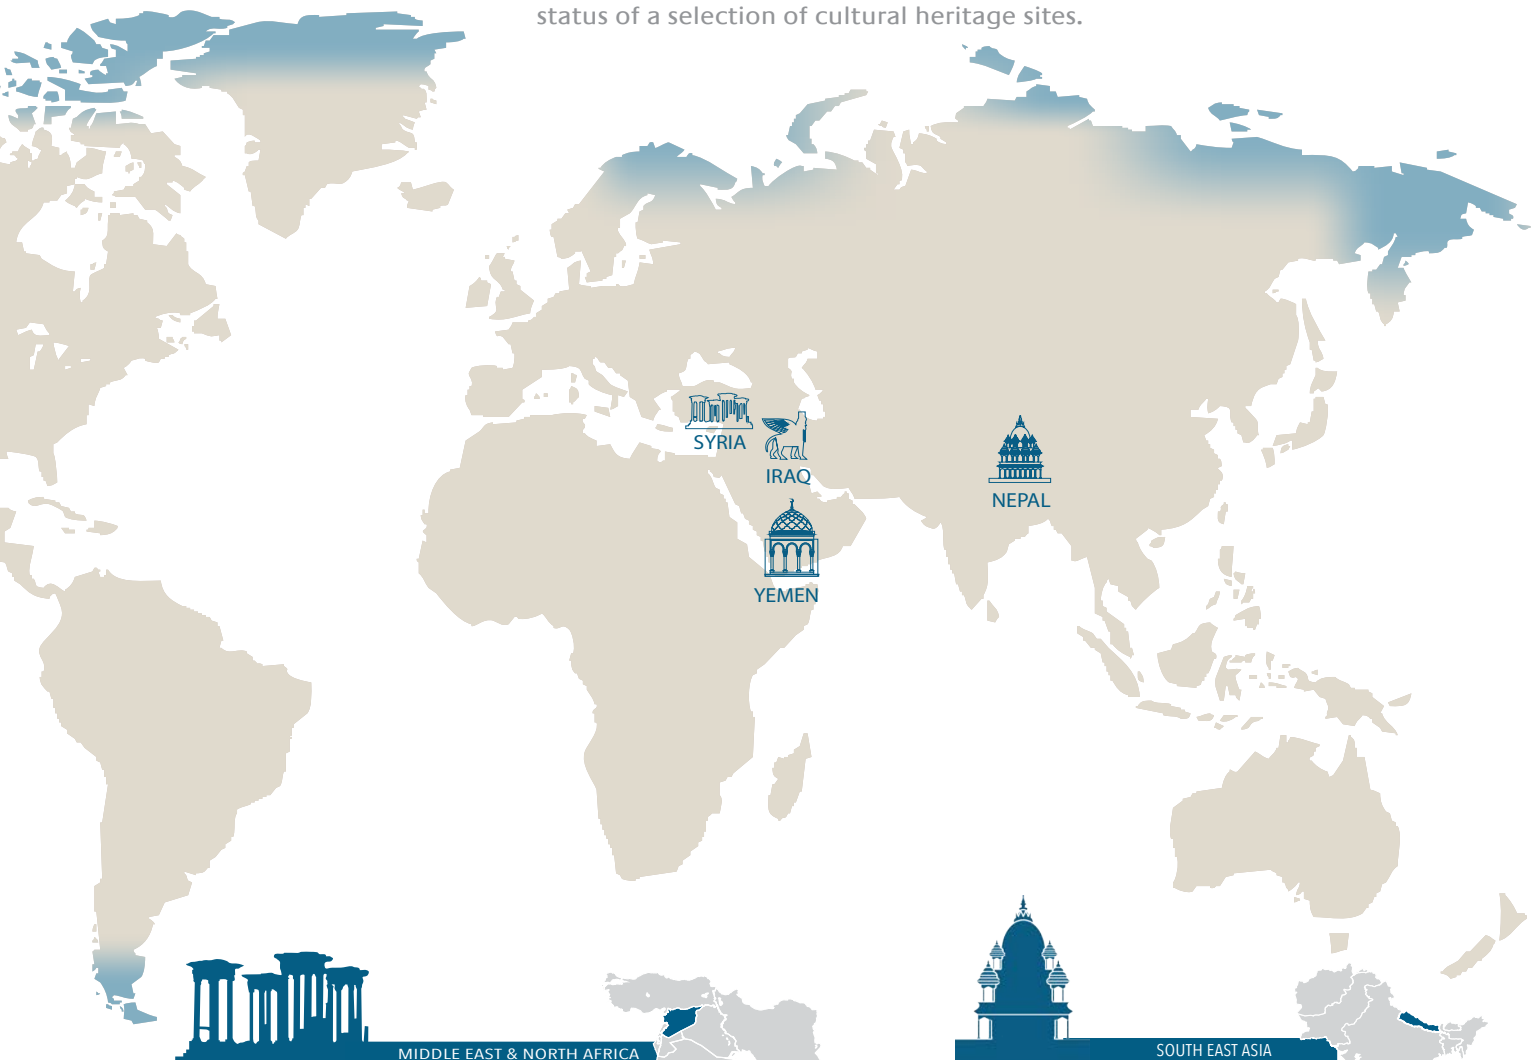 status of a selection of cultural heritage sites.
SYRIA
IRAQ
NEPAL
YEMEN
MIDDLE EAST & NORTH AFRICA
SOUTH EAST ASIA